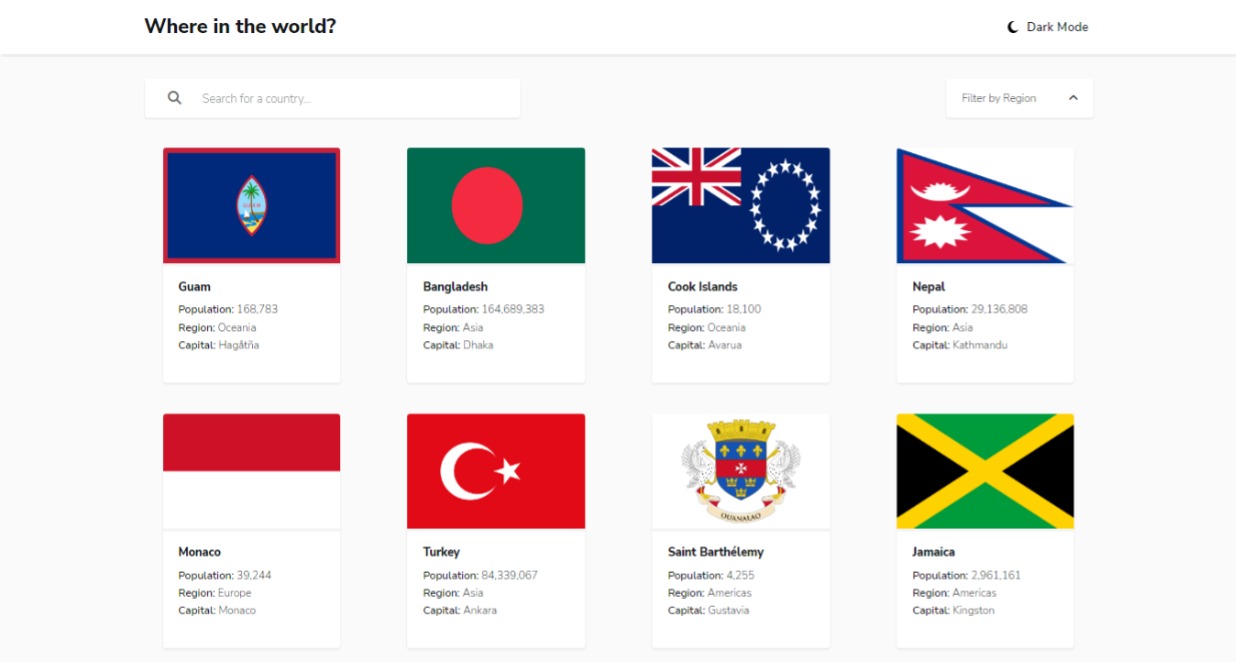 Where in the world?
Dark Mode
Search for a country...
Filter by Region
GUAM
Guam
Population: 168,783
Region: Oceania
Capital: Hagåtña
Bangladesh
Population: 164,689,383
Region: Asia
Capital: Dhaka
Cook Islands
Population: 18,100
Region: Oceania
Capital: Avarua
Nepal
Population: 29,136,808
Region: Asia
Capital: Kathmandu
Monaco
Population: 39,244
Region: Europe
Capital: Monaco
Turkey
Population: 84,339,067
Region: Asia
Capital: Ankara
OUANALAO
Saint Barthélemy
Population: 4,255
Region: Americas
Capital: Gustavia
Jamaica
Population: 2,961,161
Region: Americas
Capital: Kingston